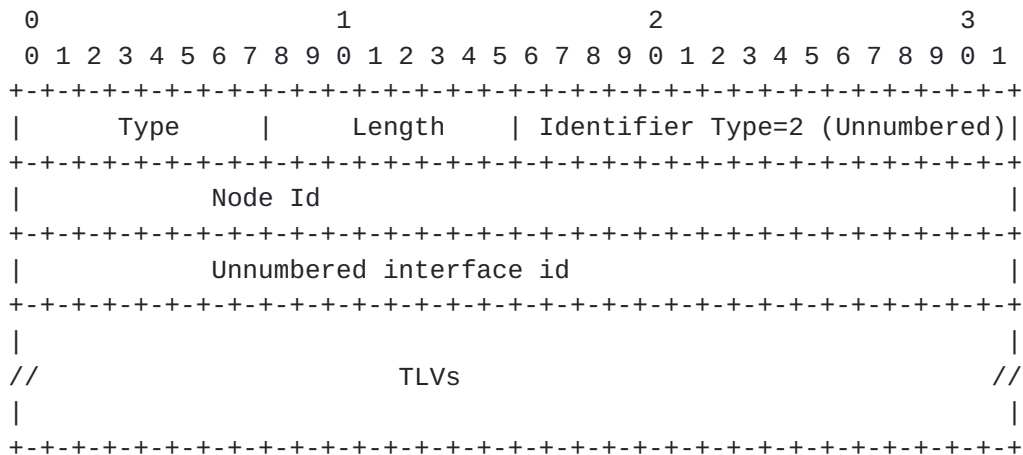 0                   1                   2                   3
 0 1 2 3 4 5 6 7 8 9 0 1 2 3 4 5 6 7 8 9 0 1 2 3 4 5 6 7 8 9 0 1
+-+-+-+-+-+-+-+-+-+-+-+-+-+-+-+-+-+-+-+-+-+-+-+-+-+-+-+-+-+-+-+-+
|      Type     |     Length    | Identifier Type=2 (Unnumbered)|
+-+-+-+-+-+-+-+-+-+-+-+-+-+-+-+-+-+-+-+-+-+-+-+-+-+-+-+-+-+-+-+-+
|            Node Id                                            |
+-+-+-+-+-+-+-+-+-+-+-+-+-+-+-+-+-+-+-+-+-+-+-+-+-+-+-+-+-+-+-+-+
|            Unnumbered interface id                            |
+-+-+-+-+-+-+-+-+-+-+-+-+-+-+-+-+-+-+-+-+-+-+-+-+-+-+-+-+-+-+-+-+
|                                                               |
//                       TLVs                                  //
|                                                               |
+-+-+-+-+-+-+-+-+-+-+-+-+-+-+-+-+-+-+-+-+-+-+-+-+-+-+-+-+-+-+-+-+